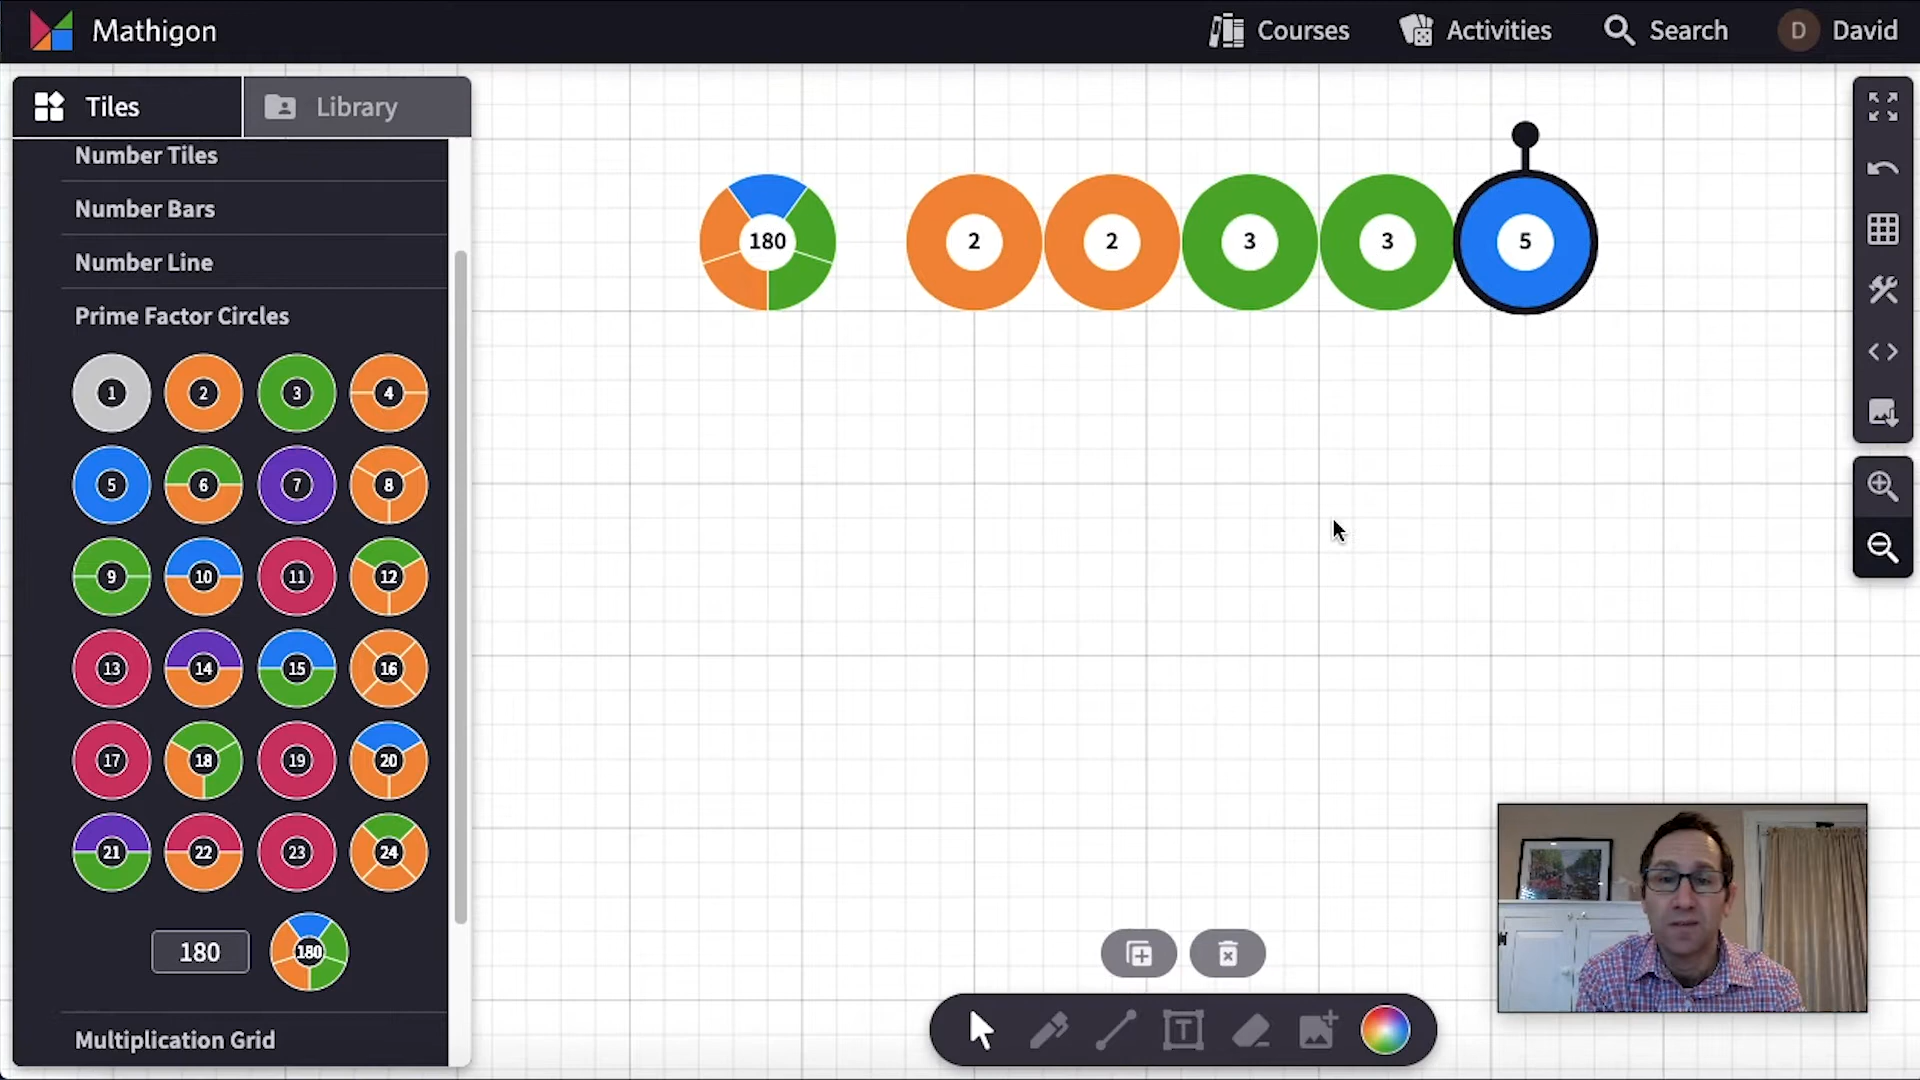 Mathigon
Courses
Activities
Search
D
David
Tiles
Library
Number Tiles
Number Bars
Number Line
Prime Factor Circles
1 2 3 4
5 6 7 8
9 10 11 12
13 14 15 16
17 18 19 20
21 22 23 24
180 180
Multiplication Grid
180 2 2 3 3 5
T